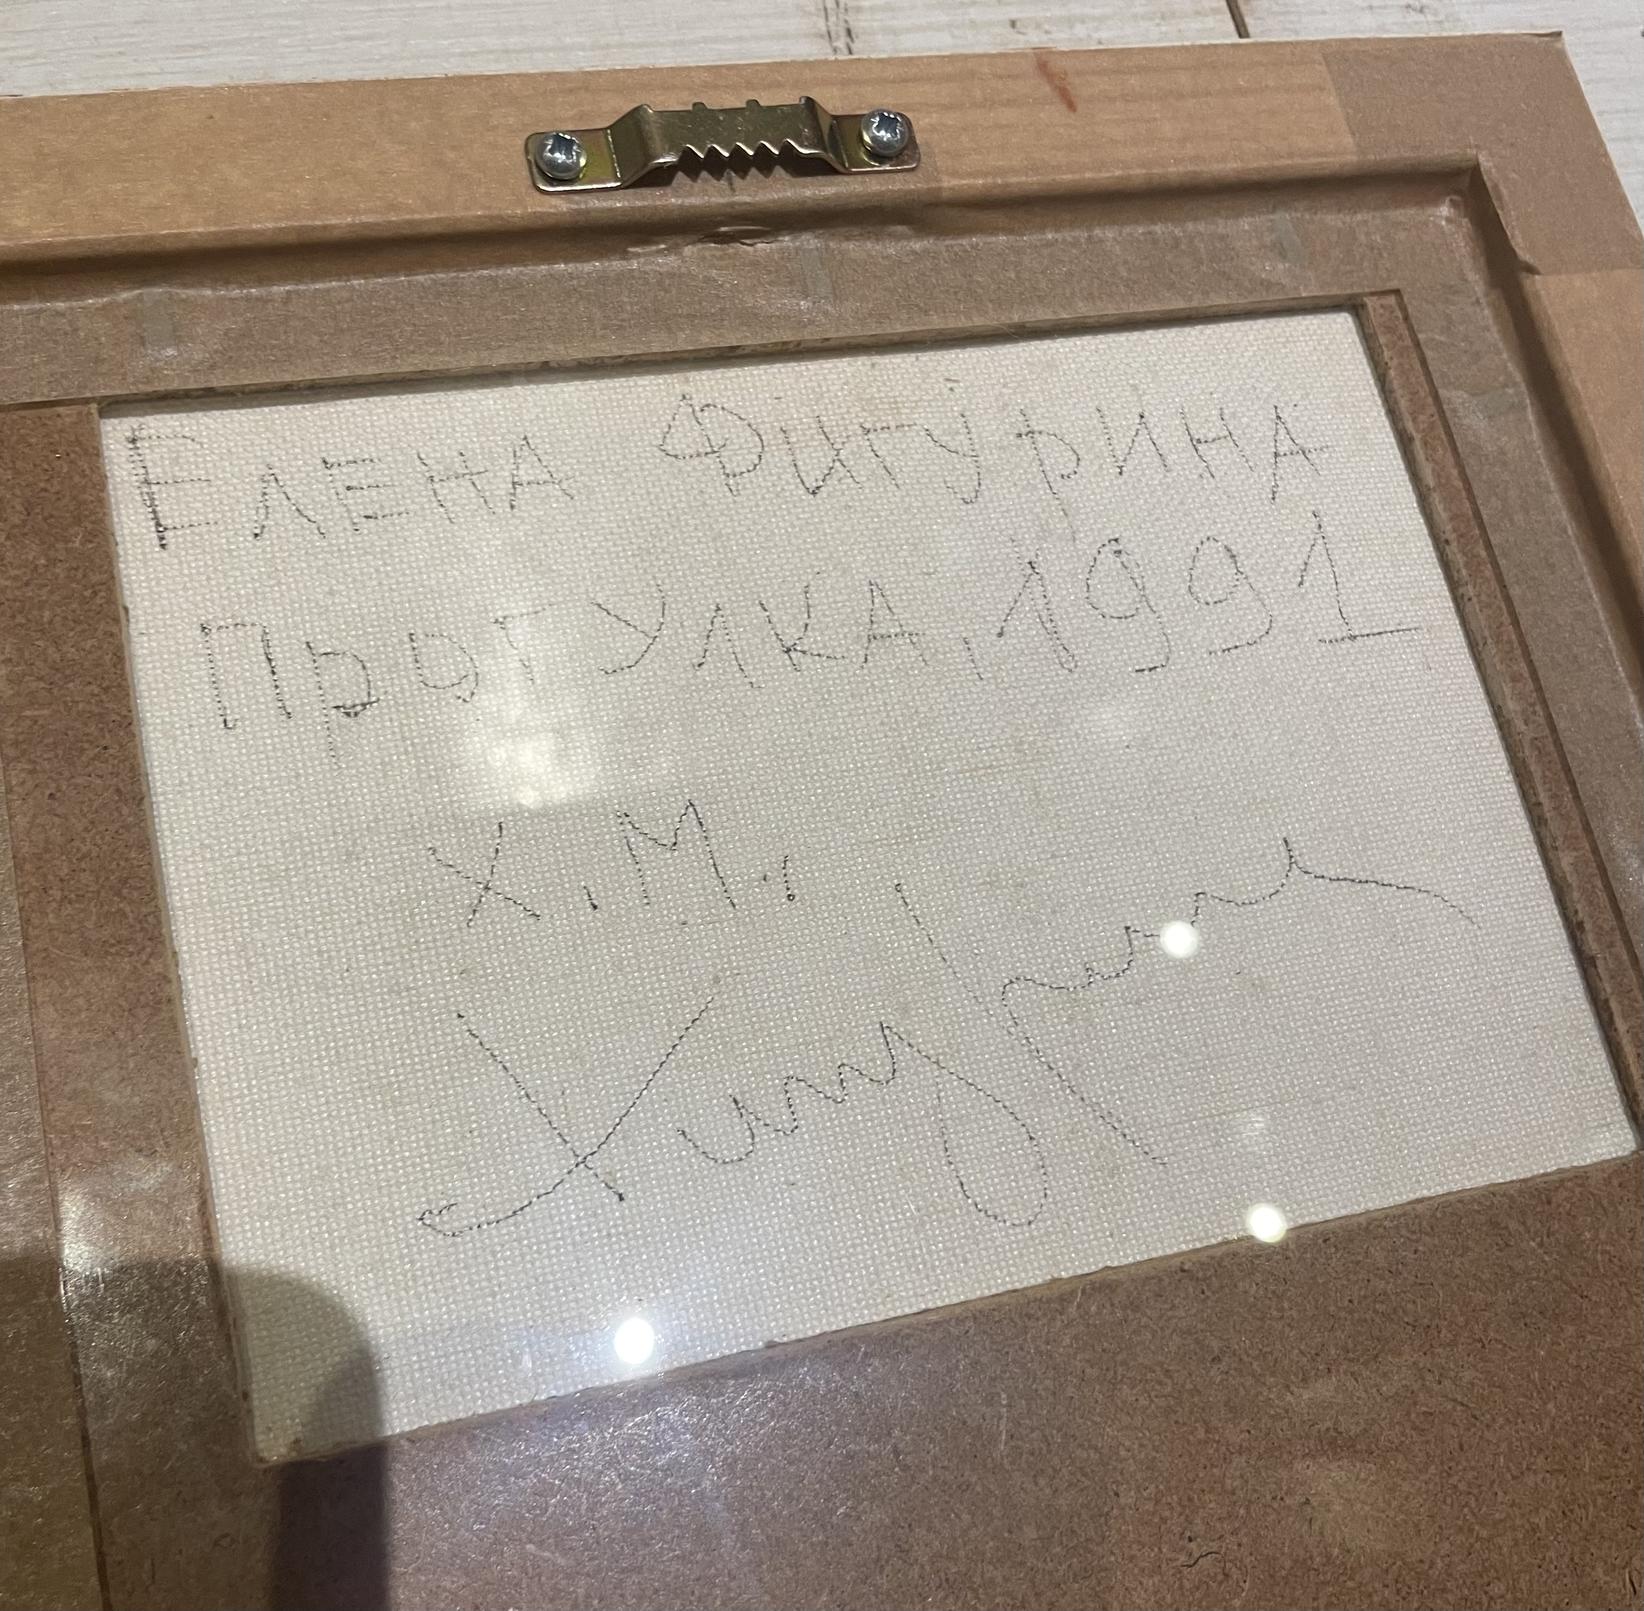 ЕЛЕНА ФИГУРИНА
ПРОГУЛКА, 1991
Х., М.,